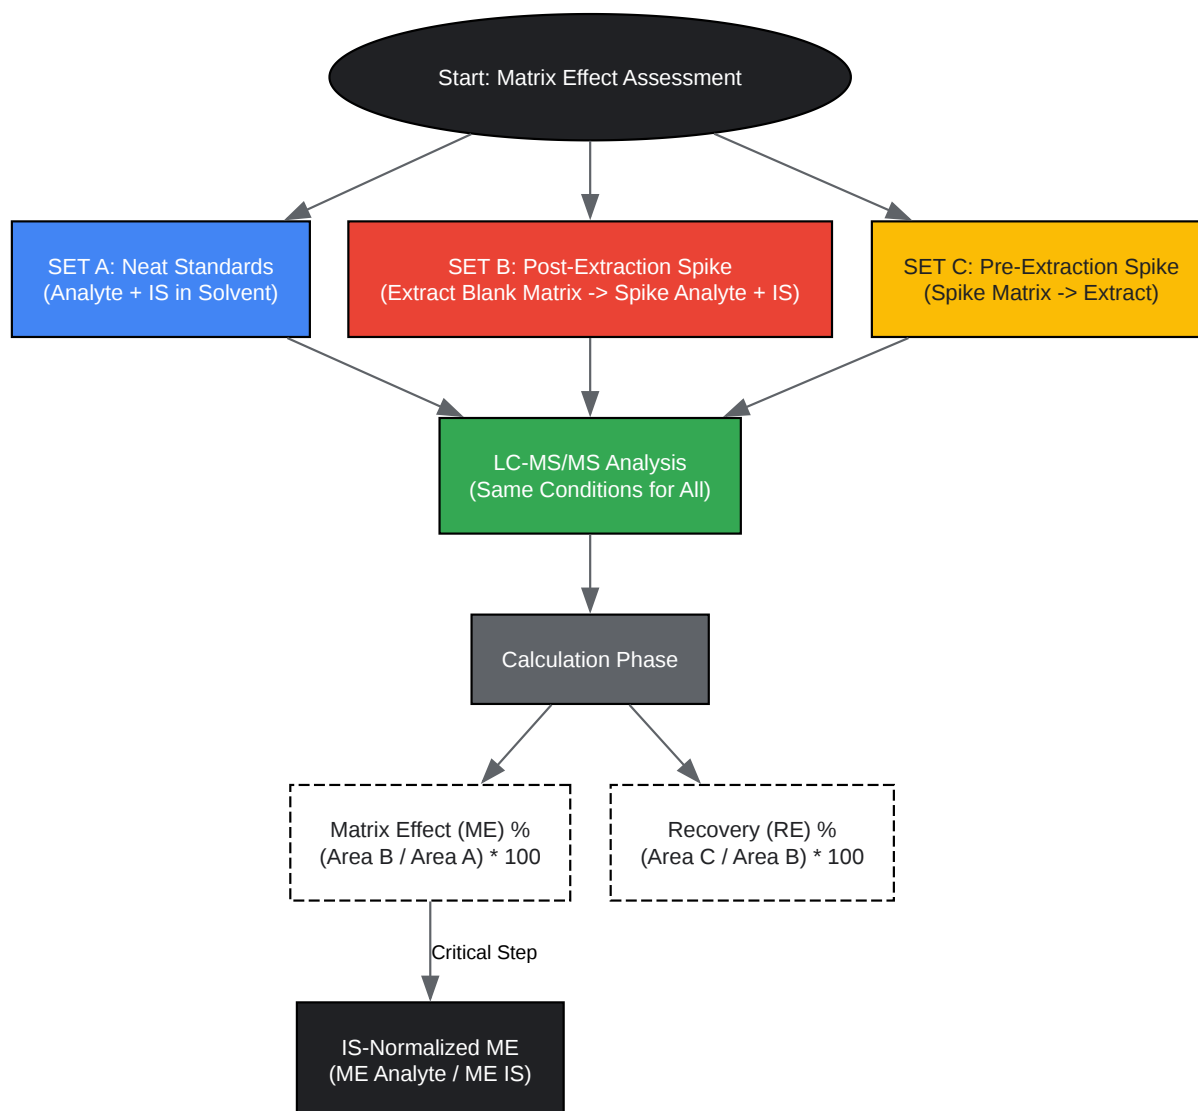 Start: Matrix Effect Assessment
SET A: Neat Standards
(Analyte + IS in Solvent)
SET B: Post-Extraction Spike
(Extract Blank Matrix -> Spike Analyte + IS)
SET C: Pre-Extraction Spike
(Spike Matrix -> Extract)
LC-MS/MS Analysis
(Same Conditions for All)
Calculation Phase
Matrix Effect (ME) %
(Area B / Area A) * 100
Recovery (RE) %
(Area C / Area B) * 100
Critical Step
IS-Normalized ME
(ME Analyte / ME IS)